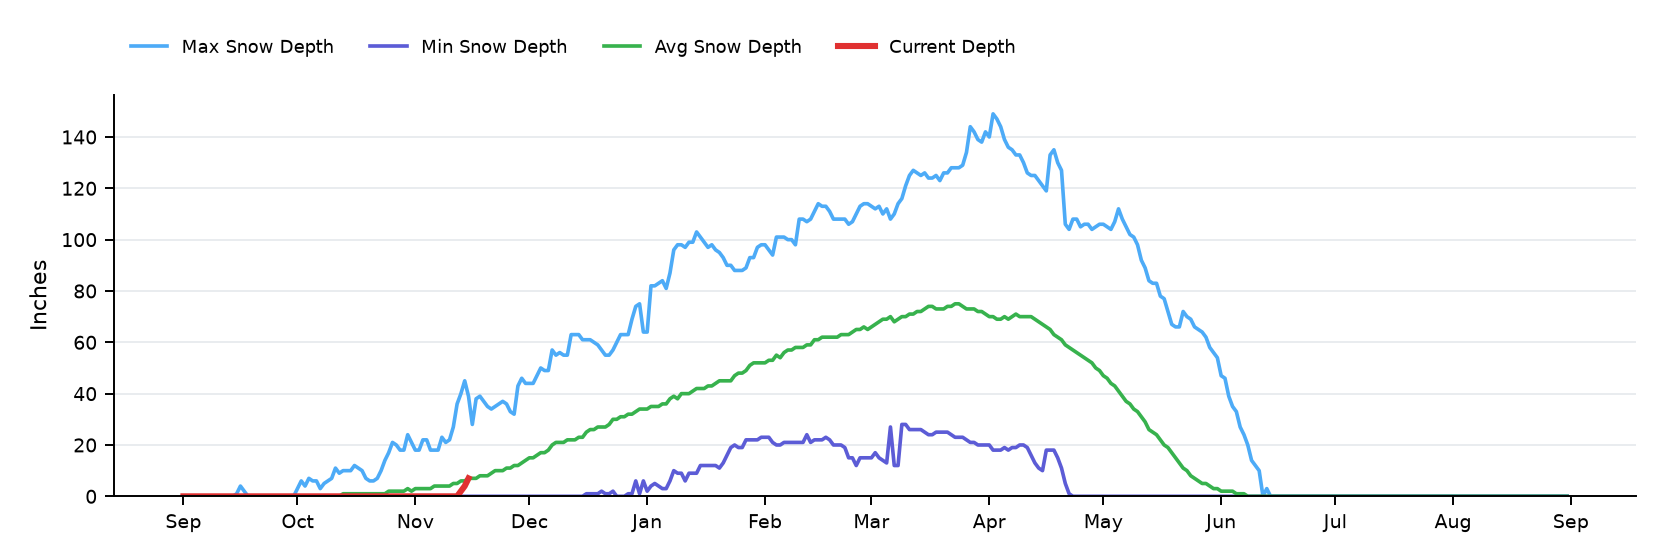 Max Snow Depth Min Snow Depth Avg Snow Depth Current Depth
Inches
140
120
100
80
60
40
20
0
Sep Oct Nov Dec Jan Feb Mar Apr May Jun Jul Aug Sep